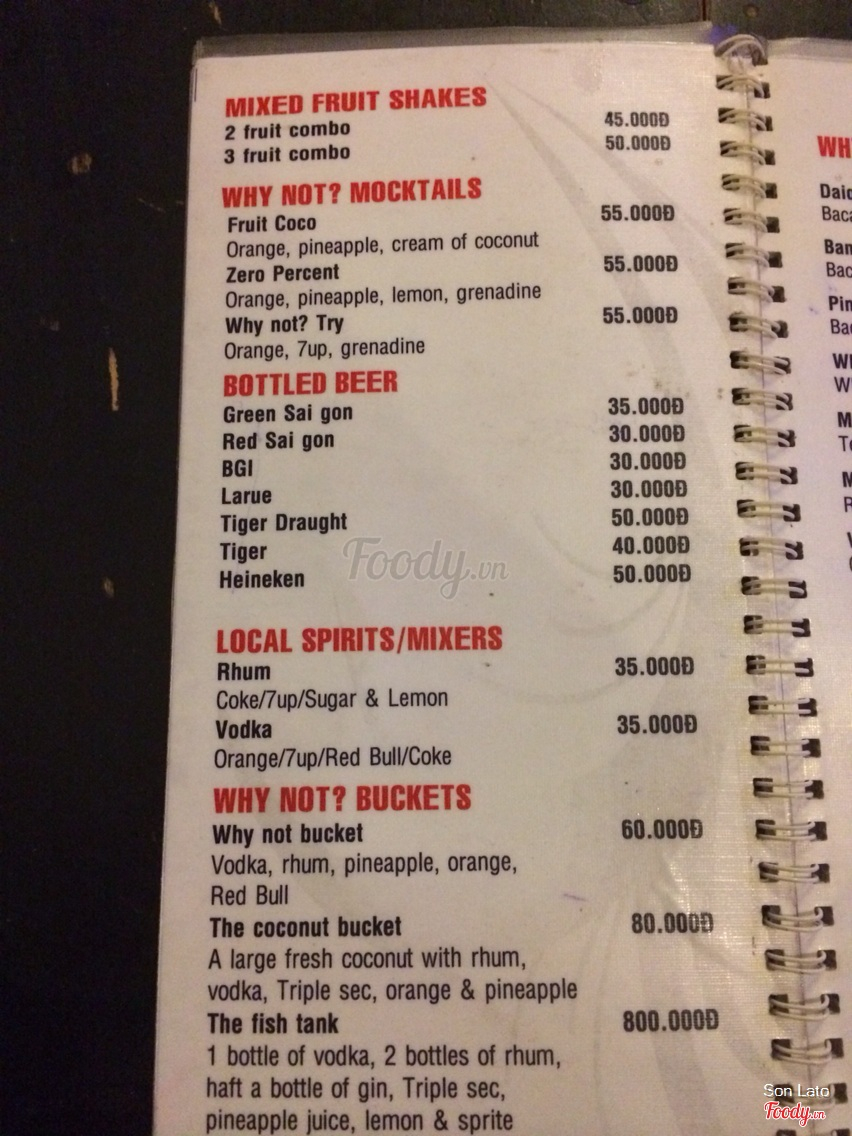 MIXED FRUIT SHAKES
2 fruit combo 45.000Đ
3 fruit combo 50.000Đ
WHY NOT? MOCKTAILS
Fruit Coco 55.000Đ
Orange, pineapple, cream of coconut
Zero Percent 55.000Đ
Orange, pineapple, lemon, grenadine
Why not? Try 55.000Đ
Orange, 7up, grenadine
BOTTLED BEER
Green Sai gon 35.000Đ
Red Sai gon 30.000Đ
BGI 30.000Đ
Larue 30.000Đ
Tiger Draught 50.000Đ
Tiger 40.000Đ
Heineken 50.000Đ
Foody.vn
LOCAL SPIRITS/MIXERS
Rhum 35.000Đ
Coke/7up/Sugar & Lemon
Vodka 35.000Đ
Orange/7up/Red Bull/Coke
WHY NOT? BUCKETS
Why not bucket 60.000Đ
Vodka, rhum, pineapple, orange,
Red Bull
The coconut bucket 80.000Đ
A large fresh coconut with rhum,
vodka, Triple sec, orange & pineapple
The fish tank 800.000Đ
1 bottle of vodka, 2 bottles of rhum,
haft a bottle of gin, Triple sec,
pineapple juice, lemon & sprite
Son Lato
Foody.vn